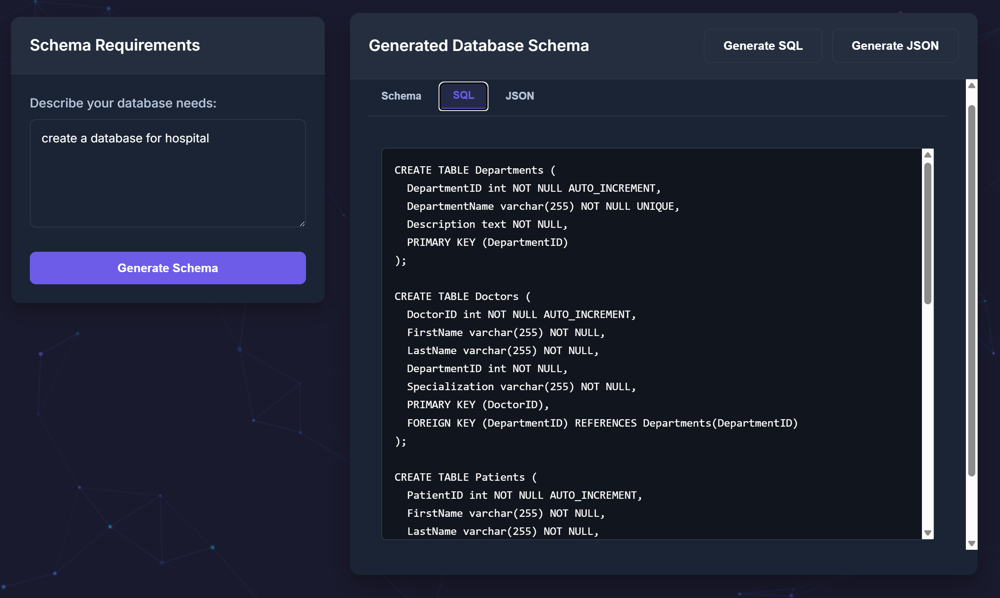 Schema Requirements
Describe your database needs:
create a database for hospital
Generate Schema
Generated Database Schema
Generate SQL
Generate JSON
Schema
SQL
JSON
CREATE TABLE Departments (
  DepartmentID int NOT NULL AUTO_INCREMENT,
  DepartmentName varchar(255) NOT NULL UNIQUE,
  Description text NOT NULL,
  PRIMARY KEY (DepartmentID)
);

CREATE TABLE Doctors (
  DoctorID int NOT NULL AUTO_INCREMENT,
  FirstName varchar(255) NOT NULL,
  LastName varchar(255) NOT NULL,
  DepartmentID int NOT NULL,
  Specialization varchar(255) NOT NULL,
  PRIMARY KEY (DoctorID),
  FOREIGN KEY (DepartmentID) REFERENCES Departments(DepartmentID)
);

CREATE TABLE Patients (
  PatientID int NOT NULL AUTO_INCREMENT,
  FirstName varchar(255) NOT NULL,
  LastName varchar(255) NOT NULL,